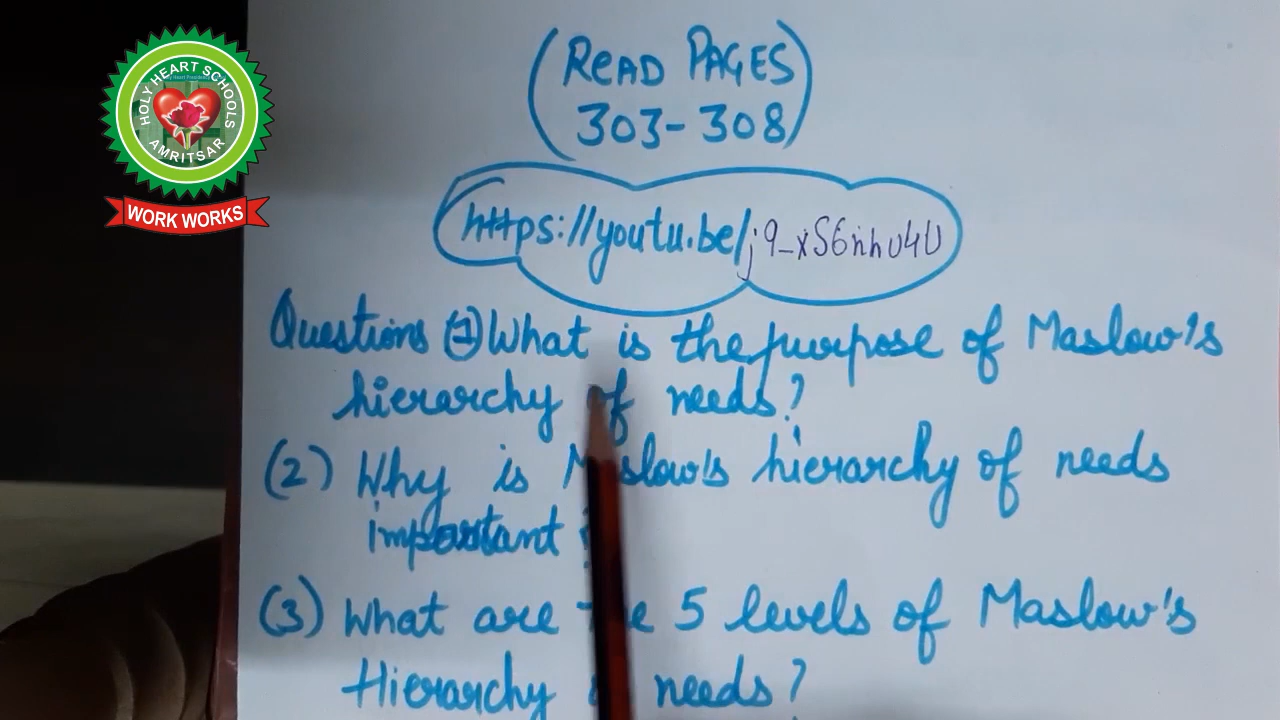 HOLY HEART SCHOOLS
AMRITSAR
WORK WORKS
(READ PAGES
303-308)
https://youtu.be/
Questions (1) What is the purpose of Maslow's
hierarchy of needs?
(2) Why is Maslow's hierarchy of needs
important ?
(3) What are the 5 levels of Maslow's
Hierarchy of needs?